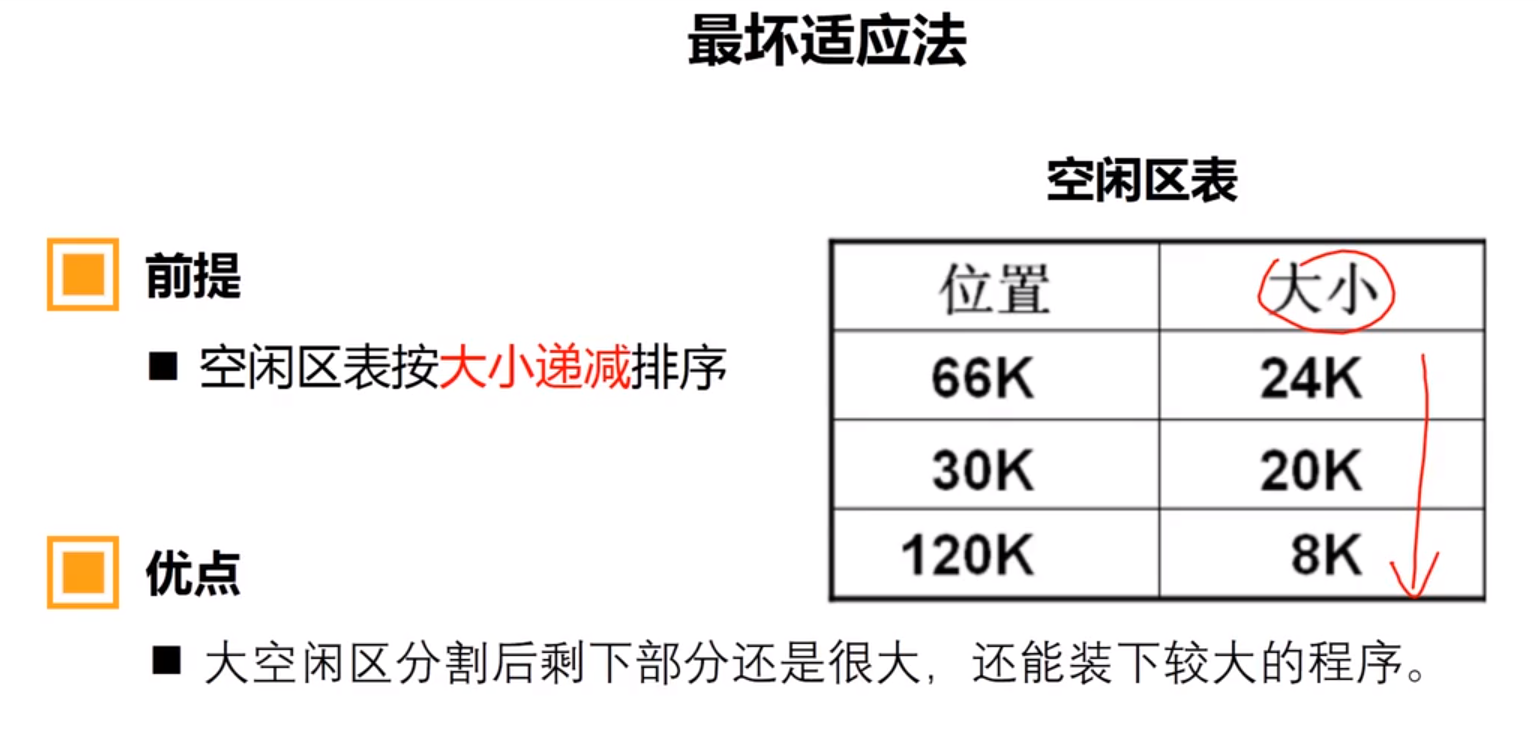 最坏适应法
空闲区表
前提
空闲区表按大小递减排序
位置 大小
66K 24K
30K 20K
120K 8K
优点
大空闲区分割后剩下部分还是很大，还能装下较大的程序。